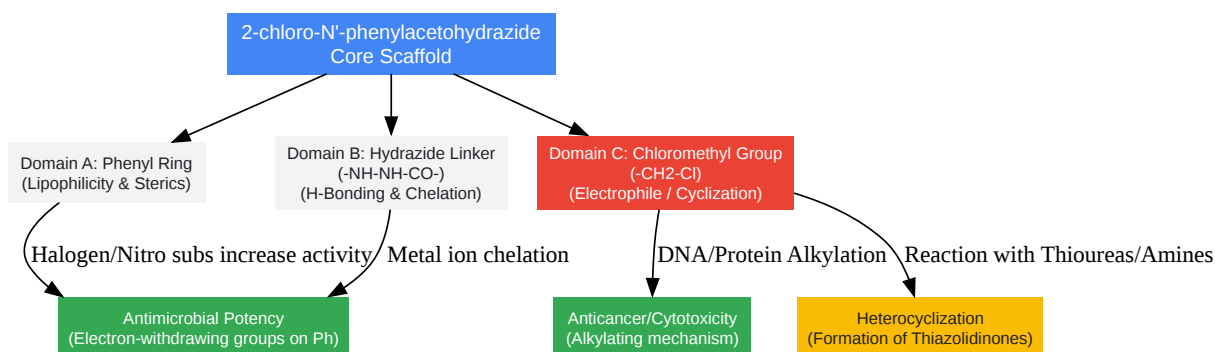 2-chloro-N'-phenylacetohydrazide
Core Scaffold
Domain A: Phenyl Ring
(Lipophilicity & Sterics)
Domain B: Hydrazide Linker
(-NH-NH-CO-)
(H-Bonding & Chelation)
Domain C: Chloromethyl Group
(-CH2-Cl)
(Electrophile / Cyclization)
Halogen/Nitro subs increase activity
Metal ion chelation
DNA/Protein Alkylation
Reaction with Thioureas/Amines
Antimicrobial Potency
(Electron-withdrawing groups on Ph)
Anticancer/Cytotoxicity
(Alkylating mechanism)
Heterocyclization
(Formation of Thiazolidinones)